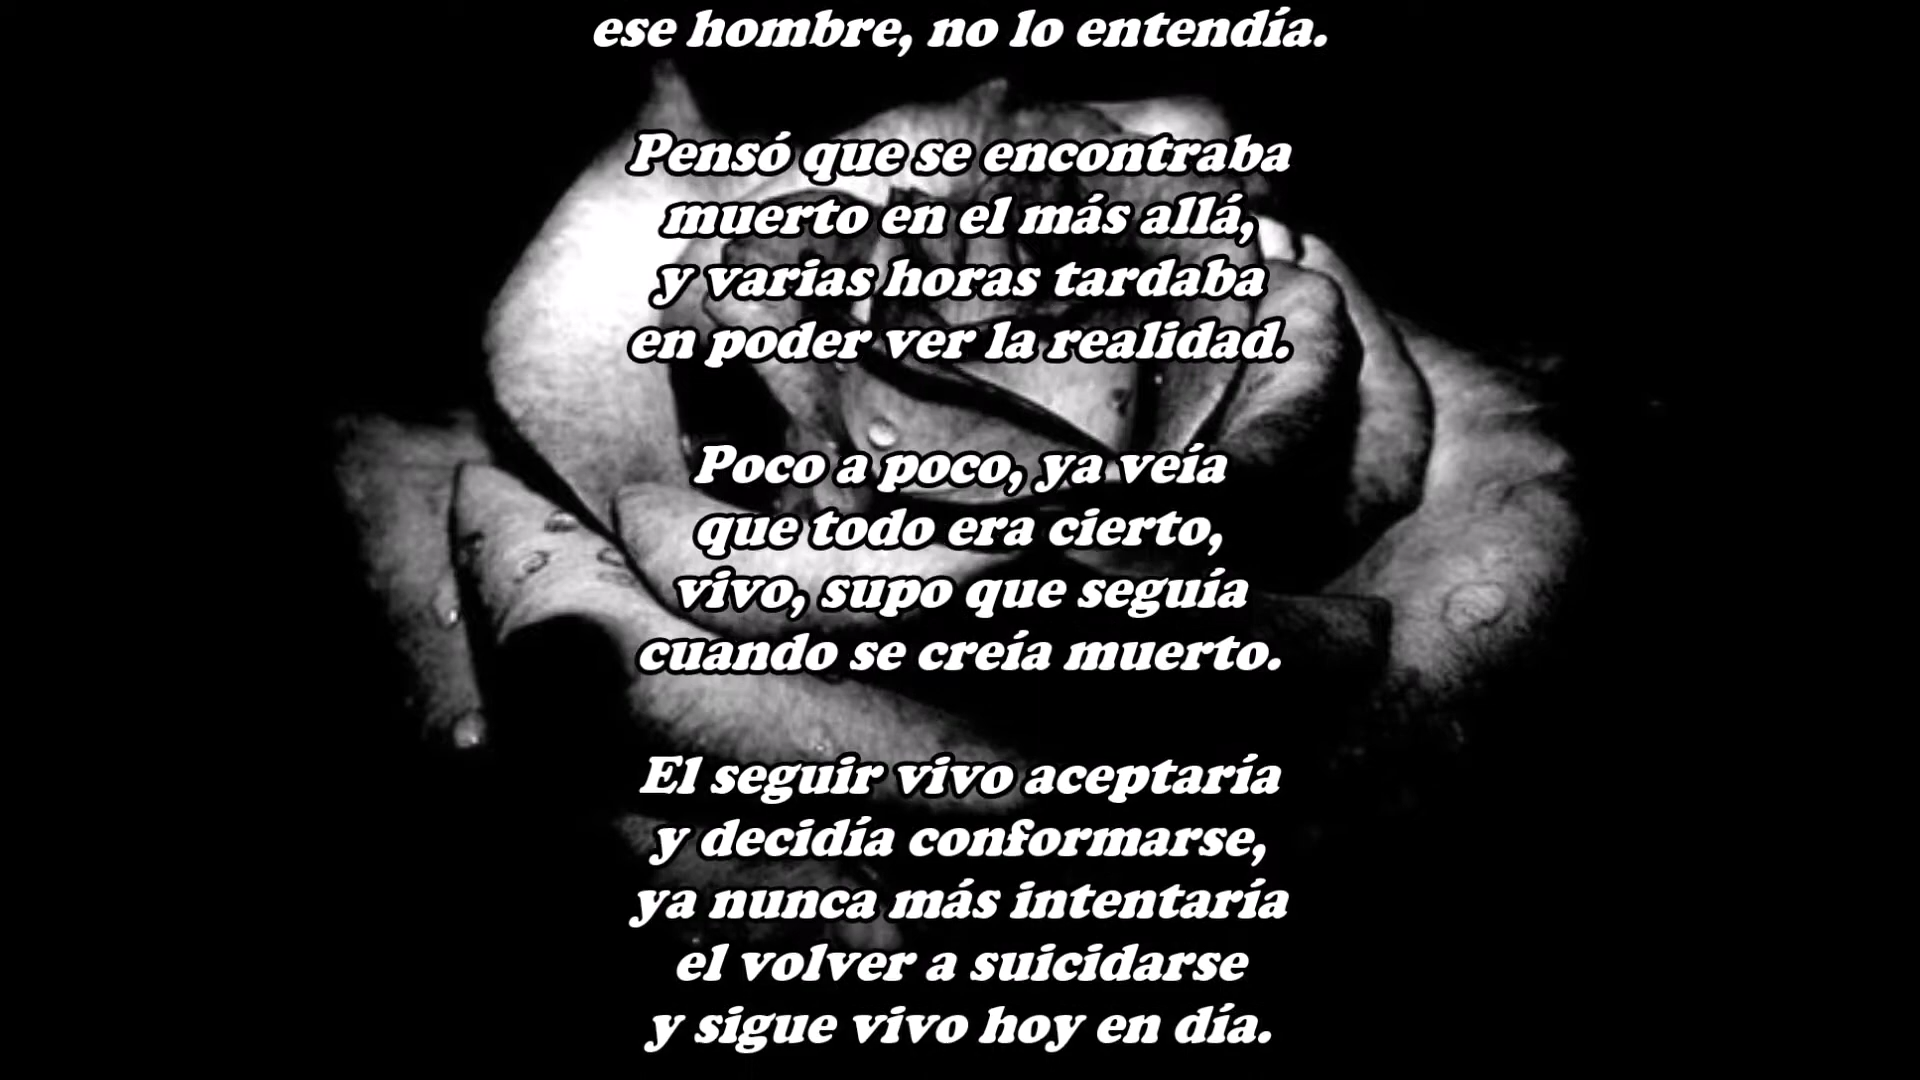 ese hombre, no lo entendía.
Pensó que se encontraba
muerto en el más allá,
y varias horas tardaba
en poder ver la realidad.
Poco a poco, ya veía
que todo era cierto,
vivo, supo que seguía
cuando se creía muerto.
El seguir vivo aceptaría
y decidía conformarse,
ya nunca más intentaría
el volver a suicidarse
y sigue vivo hoy en día.